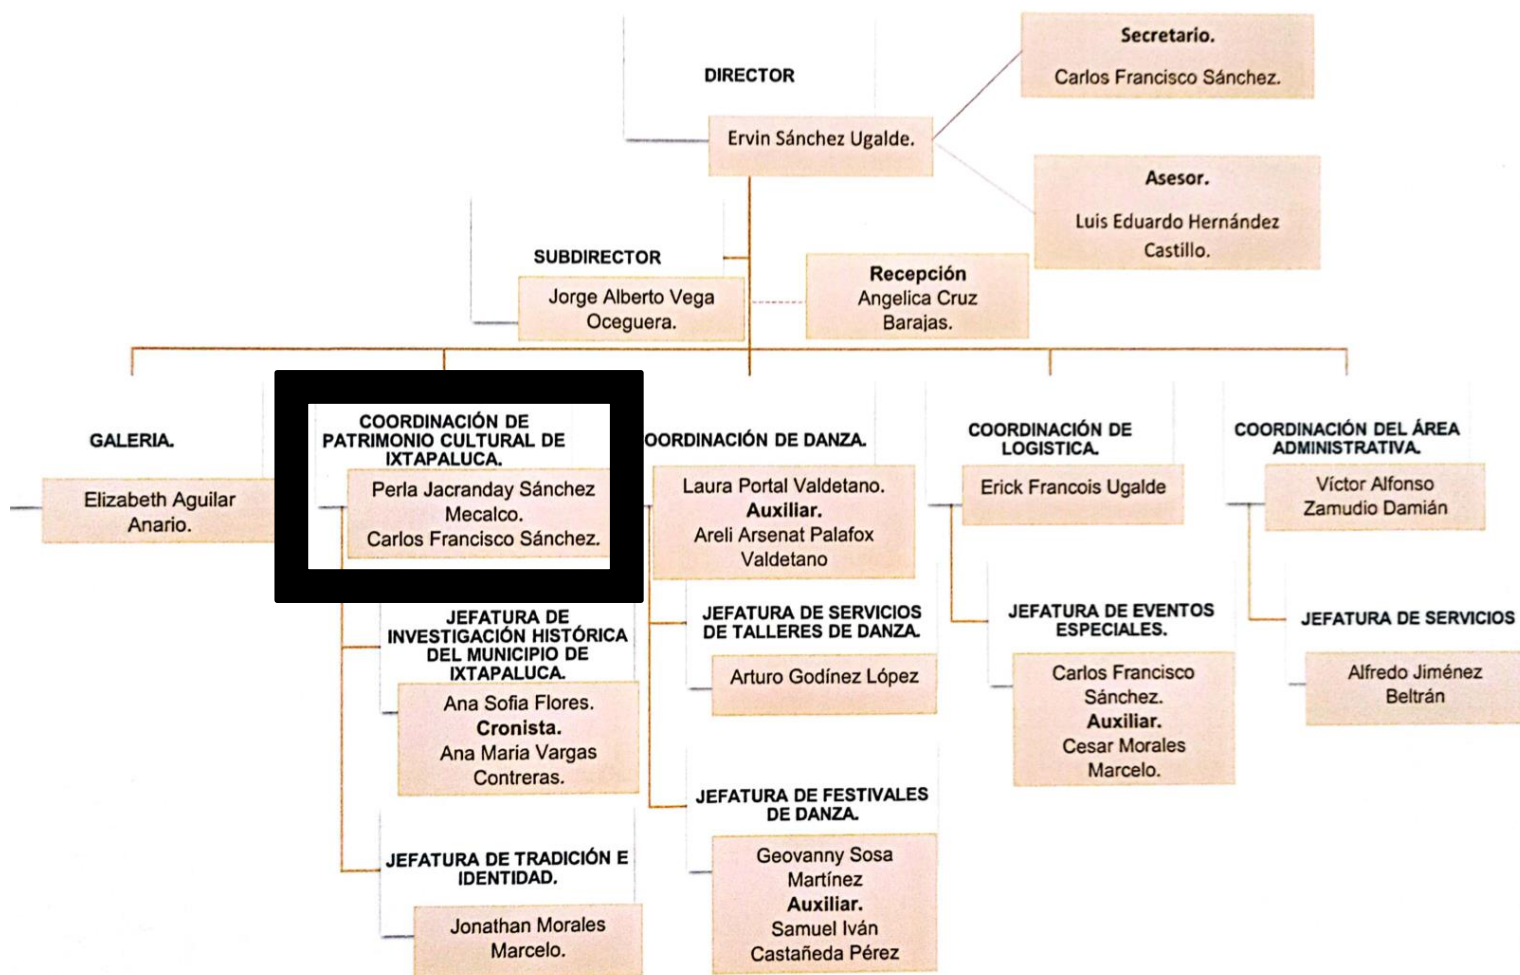 DIRECTOR
Ervin Sánchez Ugalde.
Secretario.
Carlos Francisco Sánchez.
Asesor.
Luis Eduardo Hernández
Castillo.
SUBDIRECTOR
Jorge Alberto Vega
Oceguera.
Recepción
Angelica Cruz
Barajas.
GALERIA.
Elizabeth Aguilar
Anario.
COORDINACIÓN DE
PATRIMONIO CULTURAL DE
IXTAPALUCA.
Perla Jacranday Sánchez
Mecalco.
Carlos Francisco Sánchez.
JEFATURA DE
INVESTIGACIÓN HISTÓRICA
DEL MUNICIPIO DE
IXTAPALUCA.
Ana Sofia Flores.
Cronista.
Ana Maria Vargas
Contreras.
JEFATURA DE TRADICIÓN E
IDENTIDAD.
Jonathan Morales
Marcelo.
OORDINACIÓN DE DANZA.
Laura Portal Valdetano.
Auxiliar.
Areli Arsenat Palafox
Valdetano
JEFATURA DE SERVICIOS
DE TALLERES DE DANZA.
Arturo Godínez López
JEFATURA DE FESTIVALES
DE DANZA.
Geovanny Sosa
Martínez
Auxiliar.
Samuel Iván
Castañeda Pérez
COORDINACIÓN DE
LOGISTICA.
Erick Francois Ugalde
JEFATURA DE EVENTOS
ESPECIALES.
Carlos Francisco
Sánchez.
Auxiliar.
Cesar Morales
Marcelo.
COORDINACIÓN DEL ÁREA
ADMINISTRATIVA.
Víctor Alfonso
Zamudio Damián
JEFATURA DE SERVICIOS
Alfredo Jiménez
Beltrán